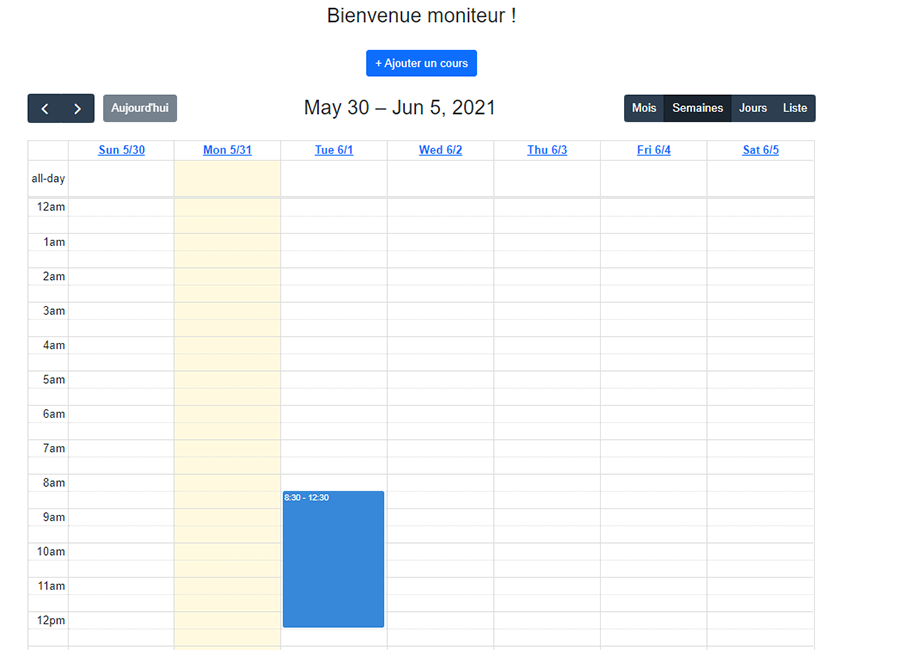 Bienvenue moniteur !
+ Ajouter un cours
Aujourd'hui May 30 – Jun 5, 2021 Mois Semaines Jours Liste
Sun 5/30 Mon 5/31 Tue 6/1 Wed 6/2 Thu 6/3 Fri 6/4 Sat 6/5
all-day
12am
1am
2am
3am
4am
5am
6am
7am
8am
8:30 - 12:30
9am
10am
11am
12pm